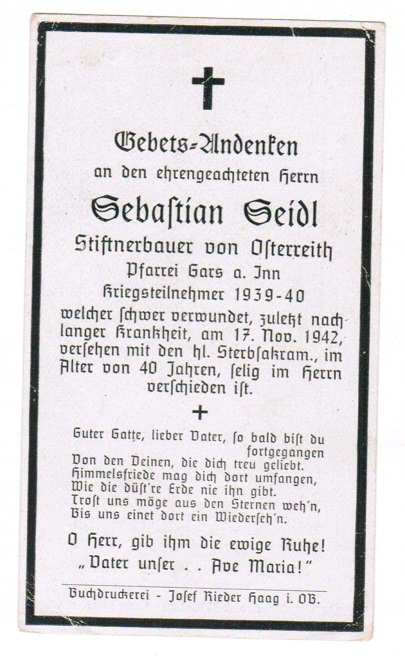 Gebets-Andenken
an den ehrengeachteten Herrn
Sebastian Seidl
Stiftnerbauer von Osterreith
Pfarrei Gars a. Inn
Kriegsteilnehmer 1939-40
welcher schwer verwundet, zuletzt nach
langer Krankheit, am 17. Nov. 1942,
versehen mit den hl. Sterbsakram., im
Alter von 40 Jahren, selig im Herrn
verschieden ist.
Guter Gatte, lieber Vater, so bald bist du
fortgegangen
Von den Deinen, die dich treu geliebt.
Himmelsfriede mag dich dort umfangen,
Wie die düst're Erde nie ihn gibt.
Trost uns möge aus den Sternen weh'n,
Bis uns einet dort ein Wiederseh'n.
O Herr, gib ihm die ewige Ruhe!
„Vater unser . . Ave Maria!"
Buchdruckerei - Josef Rieder Haag i. OB.